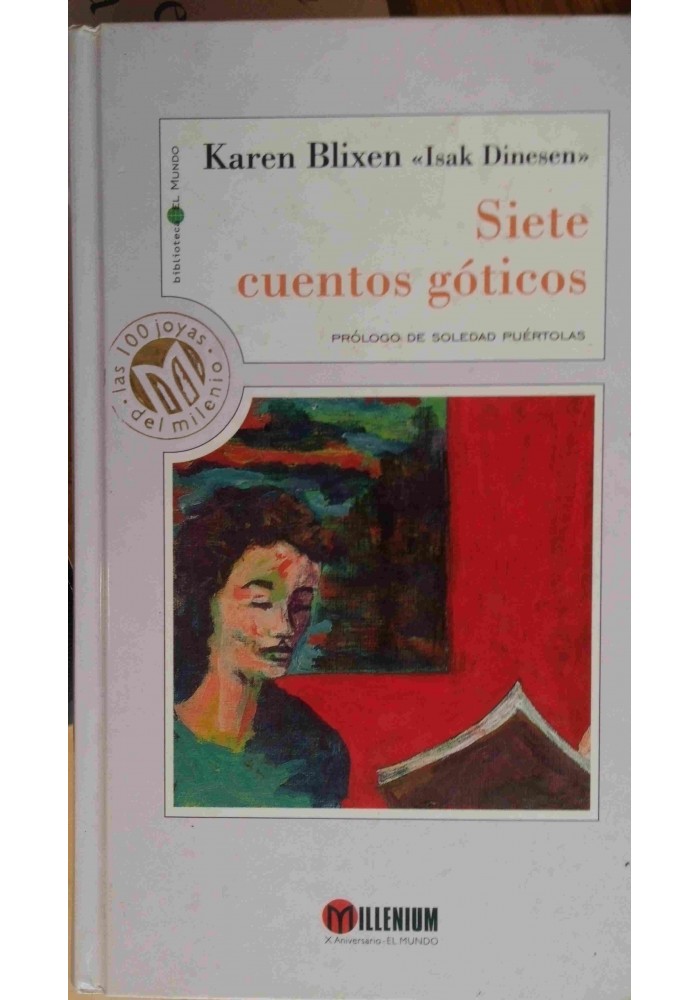 Karen Blixen «Isak Dinesen»
Siete
cuentos góticos
PRÓLOGO DE SOLEDAD PUÉRTOLAS
biblioteca EL MUNDO
· las 100 joyas ·
del milenio
MILLENIUM
X Aniversario - EL MUNDO